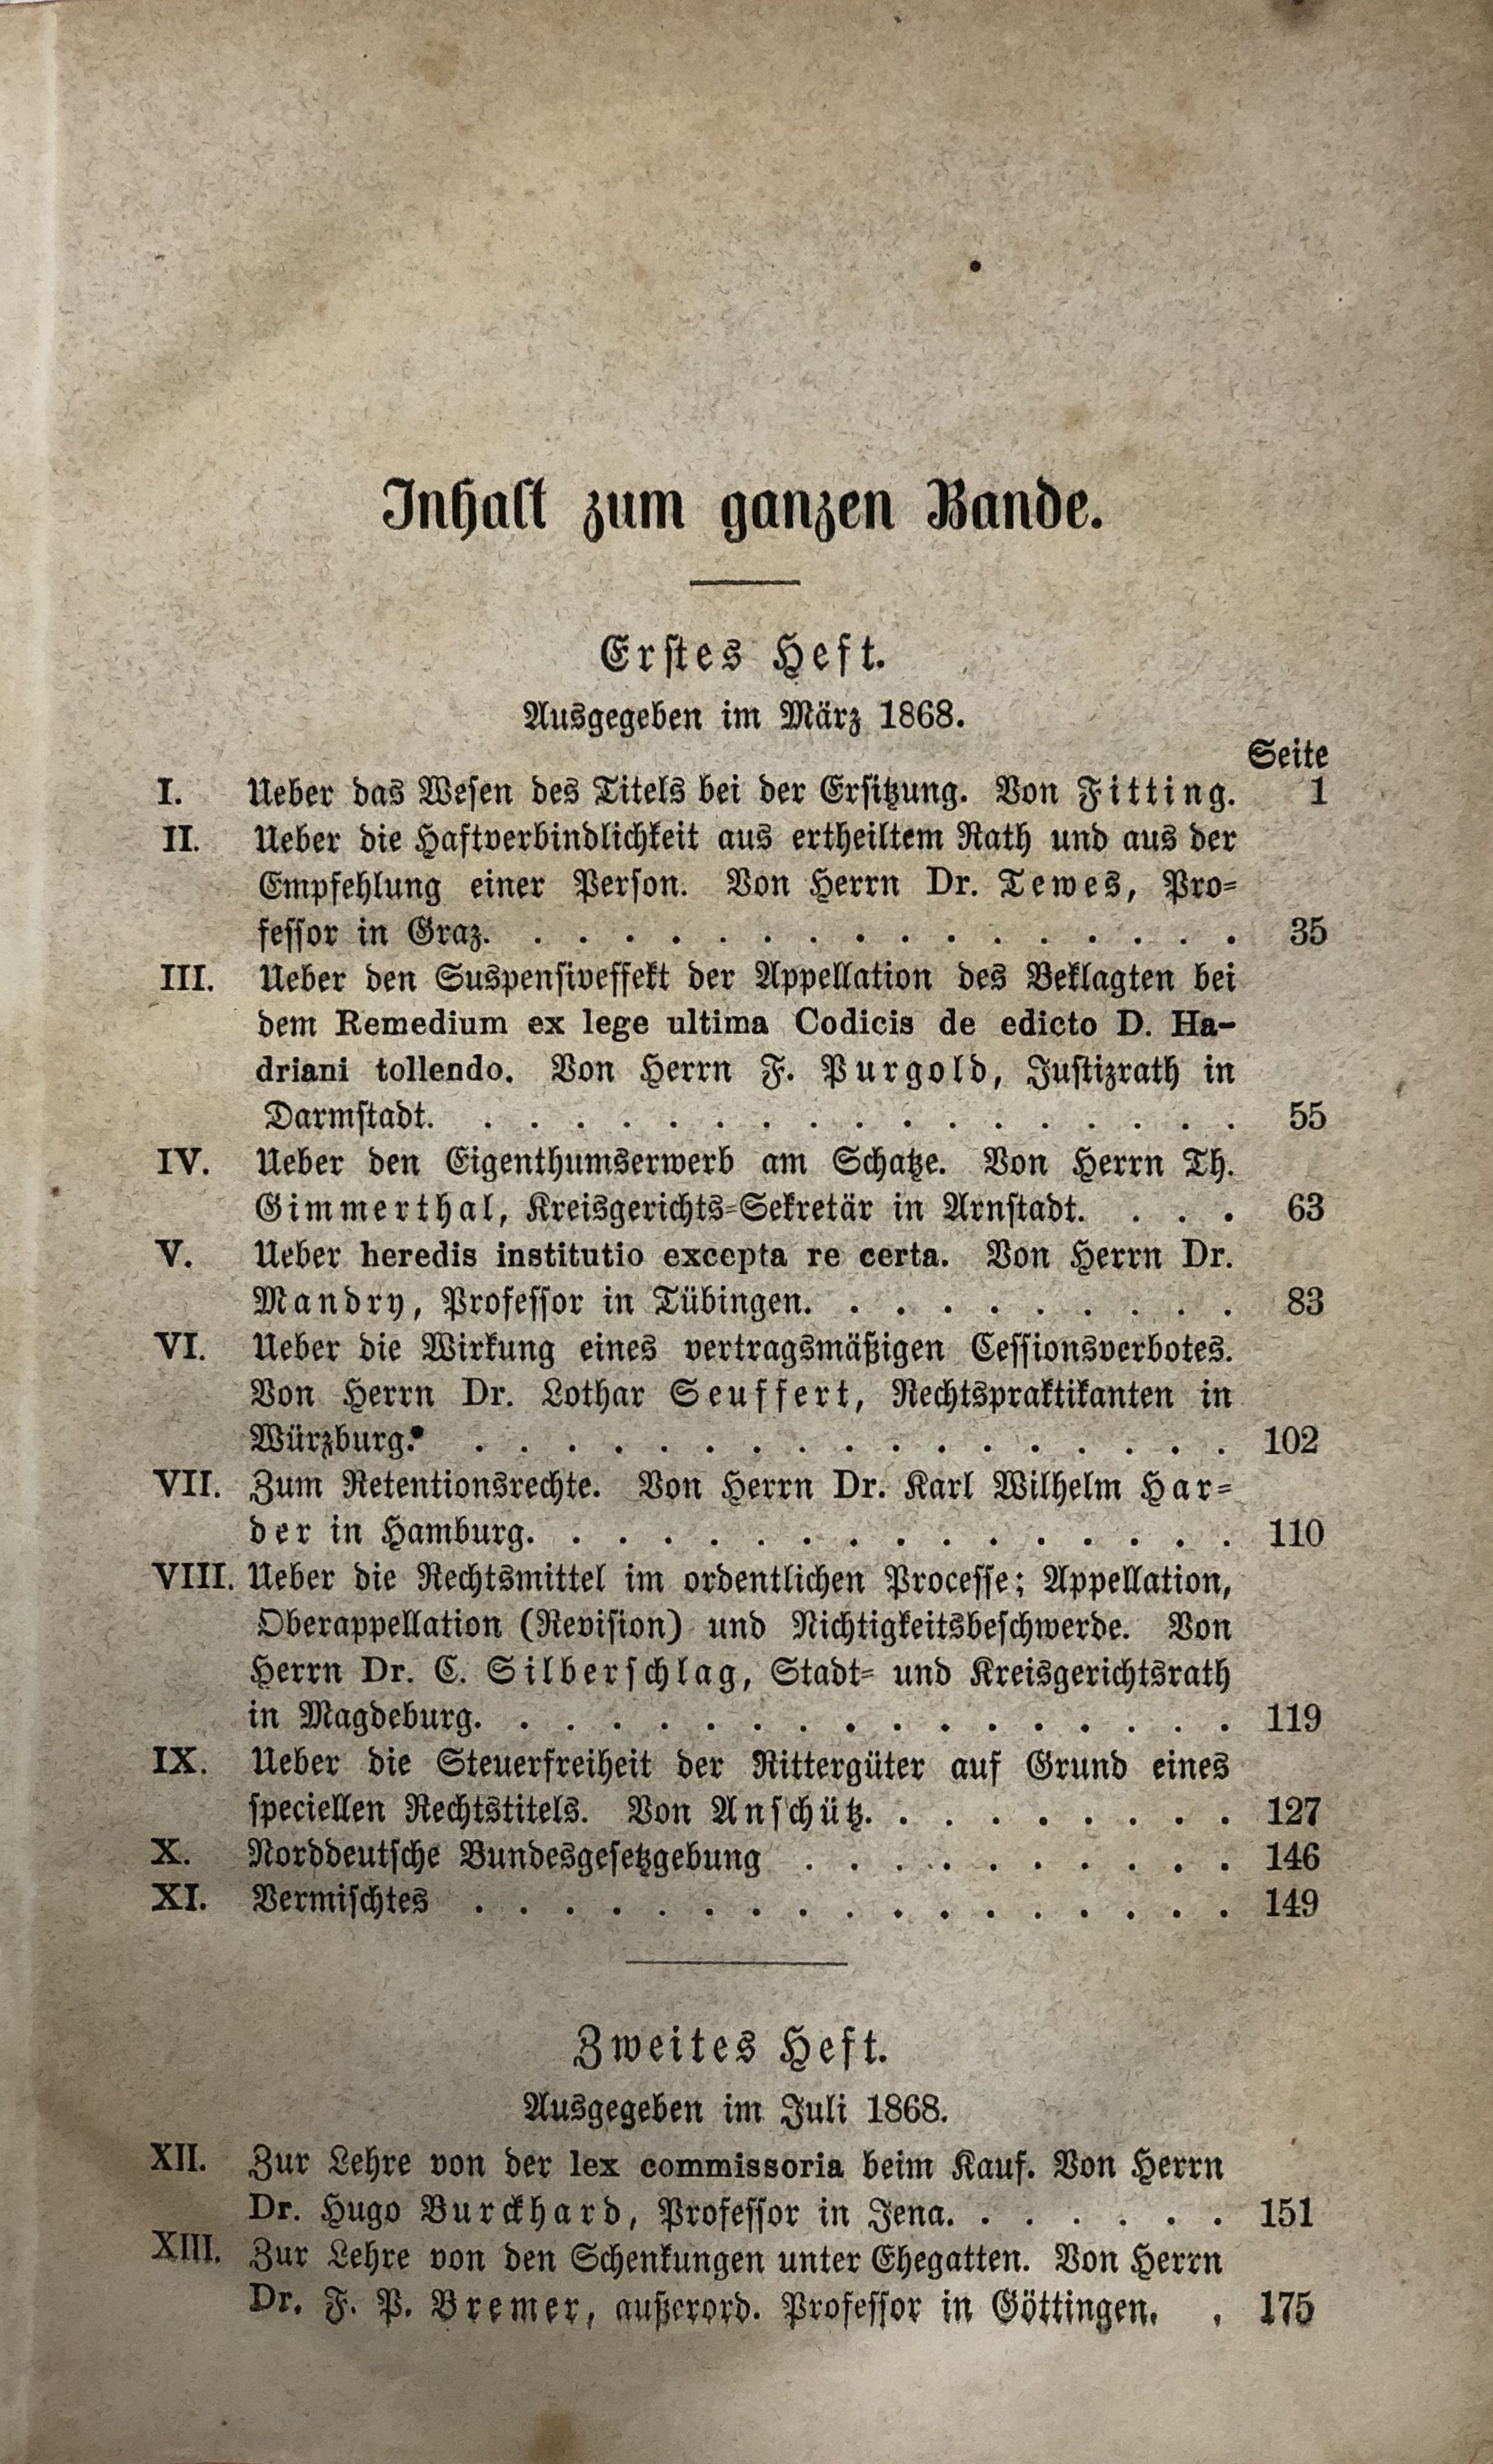 Inhalt zum ganzen Bande.
Erstes Heft.
Ausgegeben im März 1868.
Seite
I. Ueber das Wesen des Titels bei der Ersitzung. Von Fitting. 1
II. Ueber die Haftverbindlichkeit aus ertheiltem Rath und aus der
Empfehlung einer Person. Von Herrn Dr. Tewes, Pro=
fessor in Graz. . . . . . . . . . . . . . . . . . 35
III. Ueber den Suspensiveffekt der Appellation des Beklagten bei
dem Remedium ex lege ultima Codicis de edicto D. Ha-
driani tollendo. Von Herrn F. Purgold, Justizrath in
Darmstadt. . . . . . . . . . . . . . . . . . 55
IV. Ueber den Eigenthumserwerb am Schatze. Von Herrn Th.
Gimmerthal, Kreisgerichts=Sekretär in Arnstadt. . . . 63
V. Ueber heredis institutio excepta re certa. Von Herrn Dr.
Mandry, Professor in Tübingen. . . . . . . . . . 83
VI. Ueber die Wirkung eines vertragsmäßigen Cessionsverbotes.
Von Herrn Dr. Lothar Seuffert, Rechtspraktikanten in
Würzburg. . . . . . . . . . . . . . . . . . 102
VII. Zum Retentionsrechte. Von Herrn Dr. Karl Wilhelm Har=
der in Hamburg. . . . . . . . . . . . . . . . 110
VIII. Ueber die Rechtsmittel im ordentlichen Processe; Appellation,
Oberappellation (Revision) und Nichtigkeitsbeschwerde. Von
Herrn Dr. C. Silberschlag, Stadt= und Kreisgerichtsrath
in Magdeburg. . . . . . . . . . . . . . . . . 119
IX. Ueber die Steuerfreiheit der Rittergüter auf Grund eines
speciellen Rechtstitels. Von Anschütz. . . . . . . . . 127
X. Norddeutsche Bundesgesetzgebung . . . . . . . . . . 146
XI. Vermischtes . . . . . . . . . . . . . . . . . 149
Zweites Heft.
Ausgegeben im Juli 1868.
XII. Zur Lehre von der lex commissoria beim Kauf. Von Herrn
Dr. Hugo Burckhard, Professor in Jena. . . . . . . 151
XIII. Zur Lehre von den Schenkungen unter Ehegatten. Von Herrn
Dr. F. P. Bremer, außerord. Professor in Göttingen. . 175